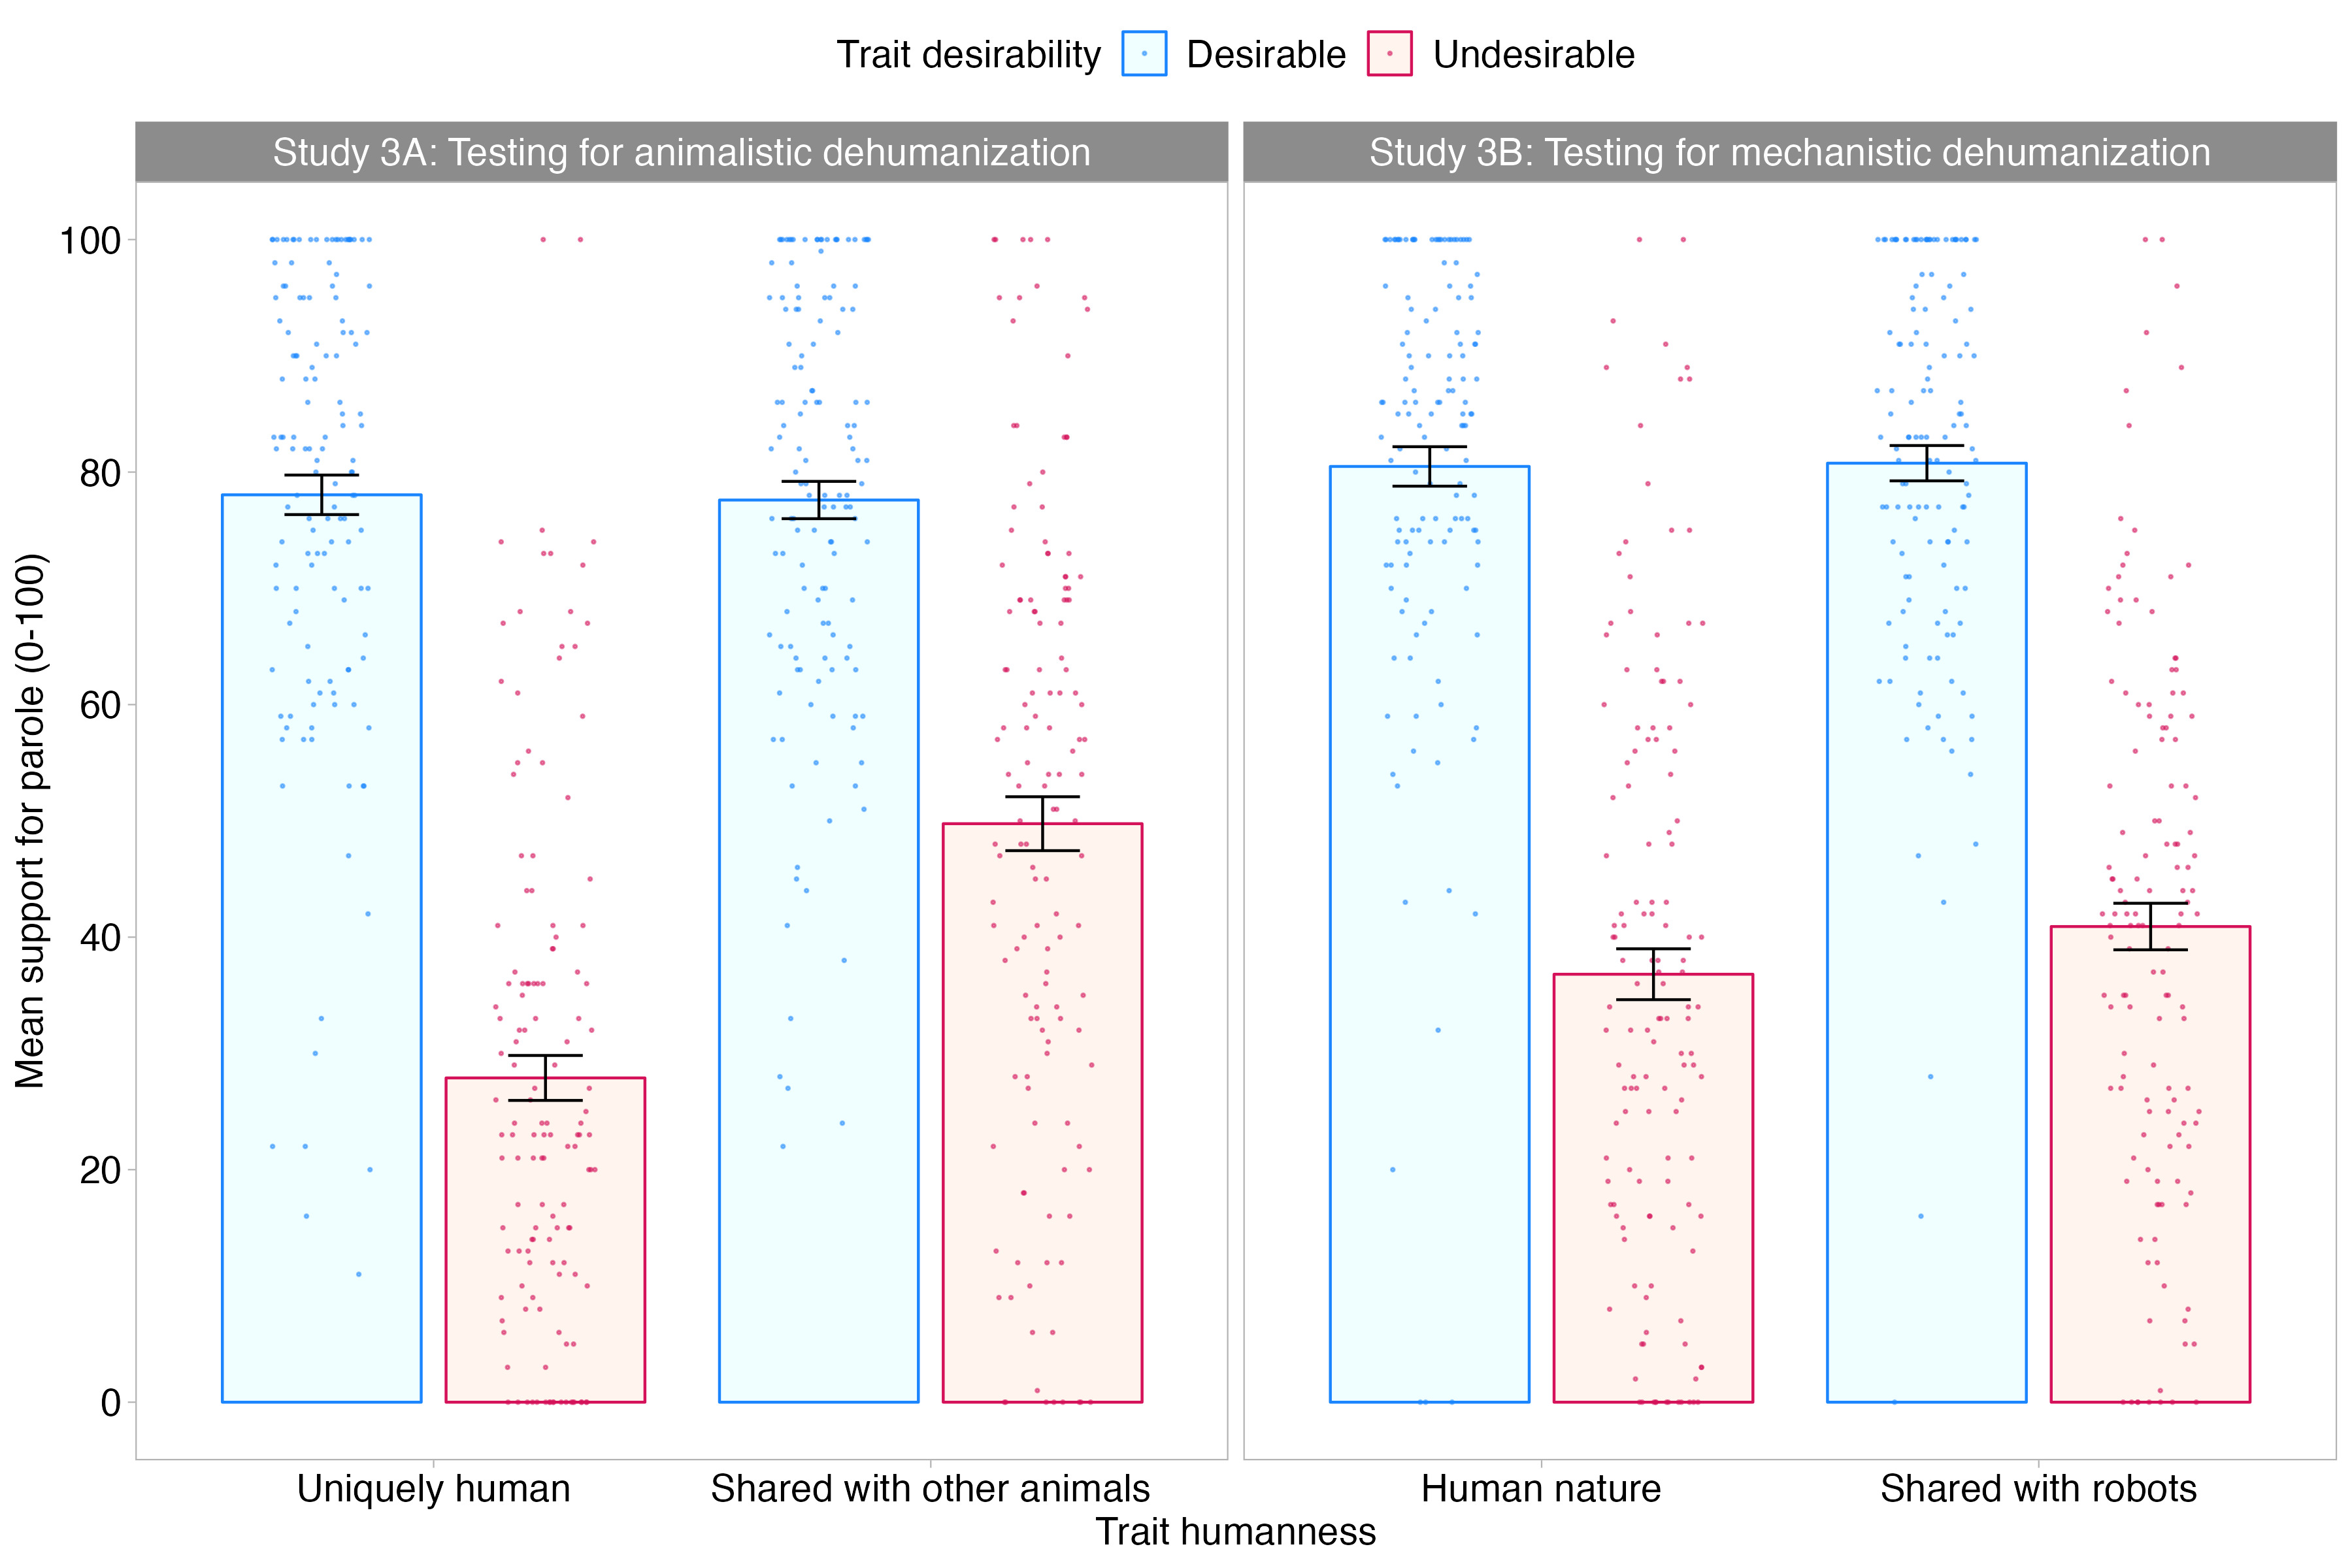 Trait desirability Desirable Undesirable
Study 3A: Testing for animalistic dehumanization
Study 3B: Testing for mechanistic dehumanization
Mean support for parole (0-100)
100
80
60
40
20
0
Uniquely human
Shared with other animals
Human nature
Shared with robots
Trait humanness